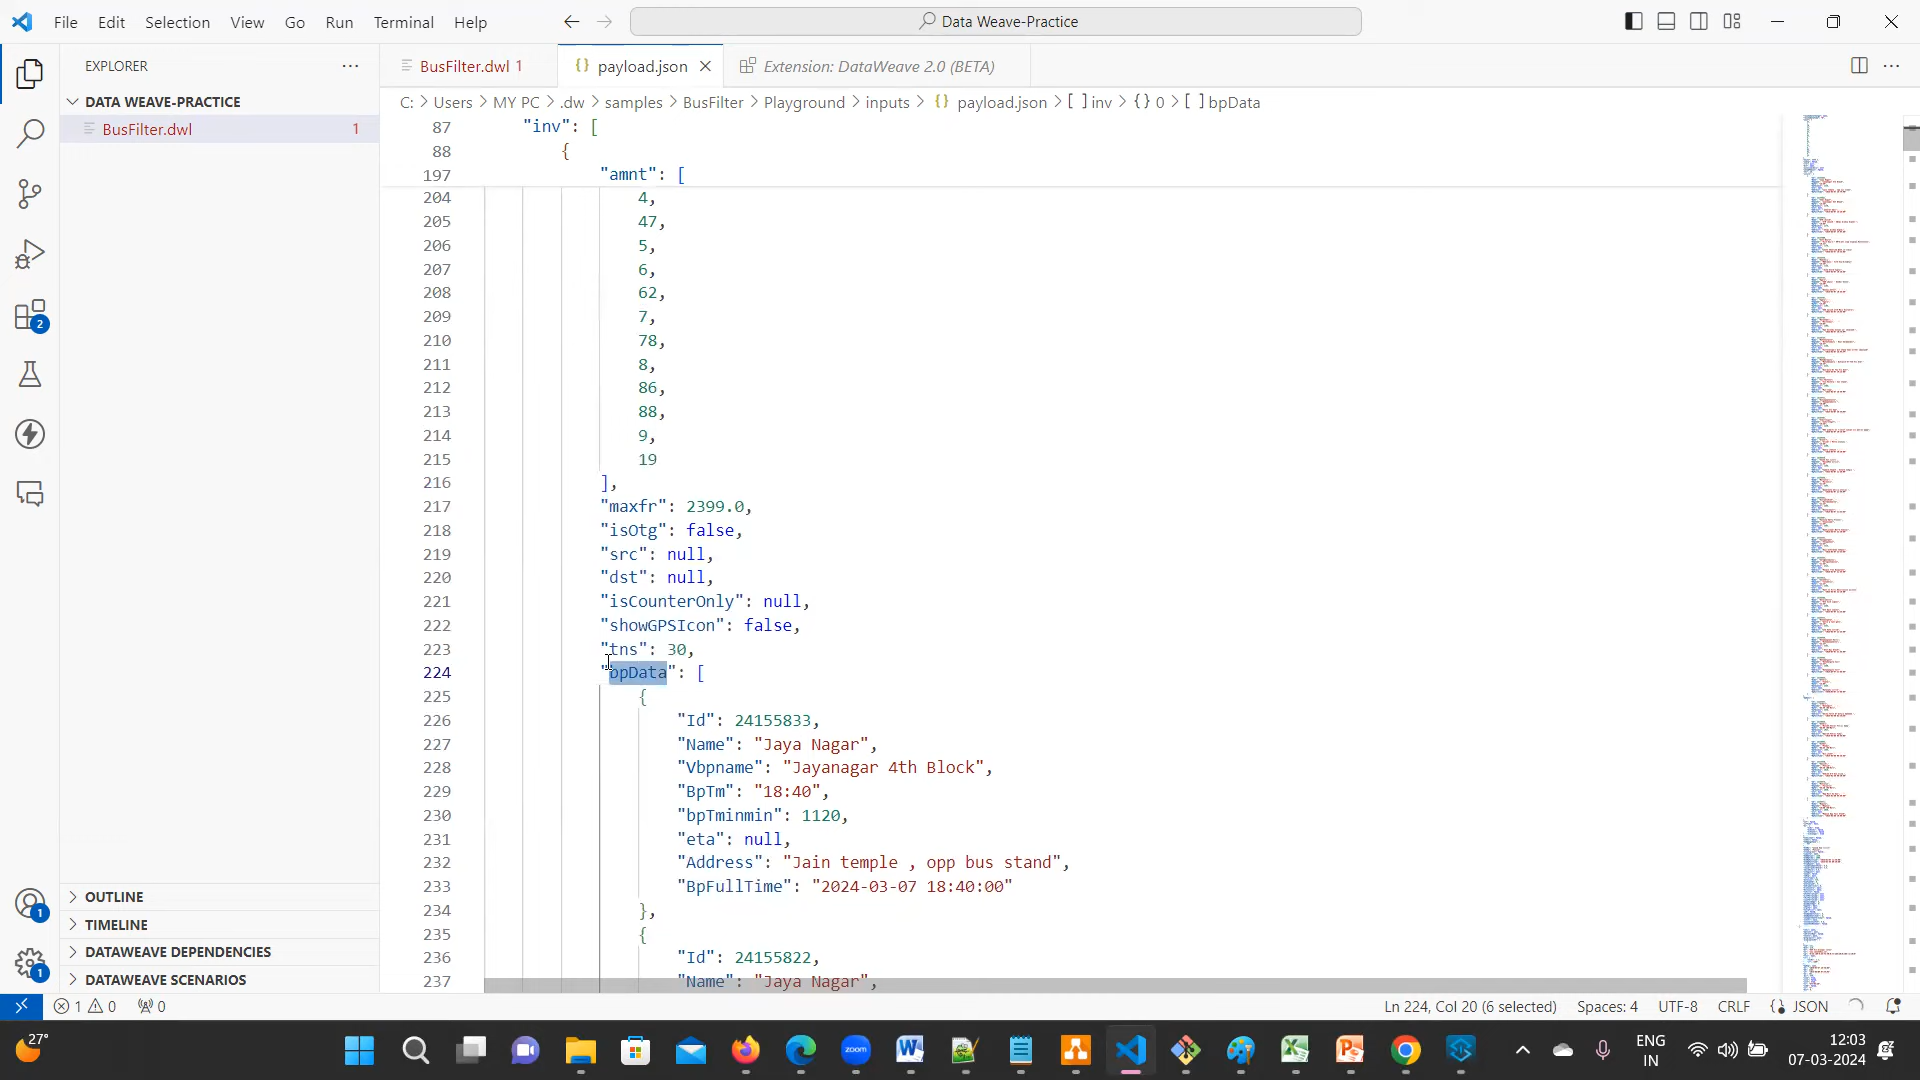 File Edit Selection View Go Run Terminal Help
Data Weave-Practice
EXPLORER
BusFilter.dwl 1
payload.json
Extension: DataWeave 2.0 (BETA)
DATA WEAVE-PRACTICE
BusFilter.dwl 1
C: > Users > MY PC > .dw > samples > BusFilter > Playground > inputs > {} payload.json > [ ] inv > {} 0 > [ ] bpData
87 "inv": [
88 {
197 "amnt": [
204 4,
205 47,
206 5,
207 6,
208 62,
209 7,
210 78,
211 8,
212 86,
213 88,
214 9,
215 19
216 ],
217 "maxfr": 2399.0,
218 "isOtg": false,
219 "src": null,
220 "dst": null,
221 "isCounterOnly": null,
222 "showGPSIcon": false,
223 "tns": 30,
224 "bpData": [
225 {
226 "Id": 24155833,
227 "Name": "Jaya Nagar",
228 "Vbpname": "Jayanagar 4th Block",
229 "BpTm": "18:40",
230 "bpTminmin": 1120,
231 "eta": null,
232 "Address": "Jain temple , opp bus stand",
233 "BpFullTime": "2024-03-07 18:40:00"
234 },
235 {
236 "Id": 24155822,
237 "Name": "Jaya Nagar",
2
OUTLINE
TIMELINE
DATAWEAVE DEPENDENCIES
DATAWEAVE SCENARIOS
1
1
1 0 0
Ln 224, Col 20 (6 selected) Spaces: 4 UTF-8 CRLF {} JSON
27°
zoom
ENG
IN
12:03
07-03-2024